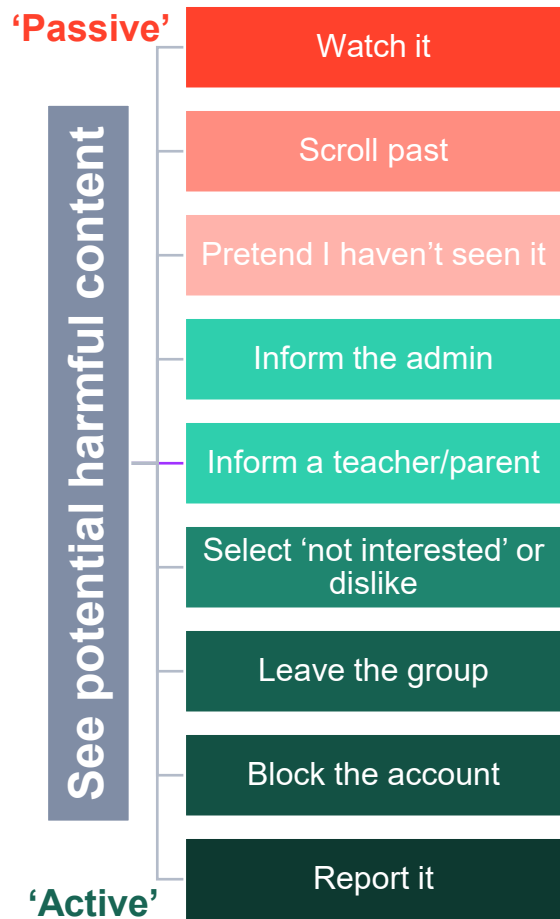 ‘Passive’
See potential harmful content
Watch it
Scroll past
Pretend I haven’t seen it
Inform the admin
Inform a teacher/parent
Select ‘not interested’ or
dislike
Leave the group
Block the account
Report it
‘Active’